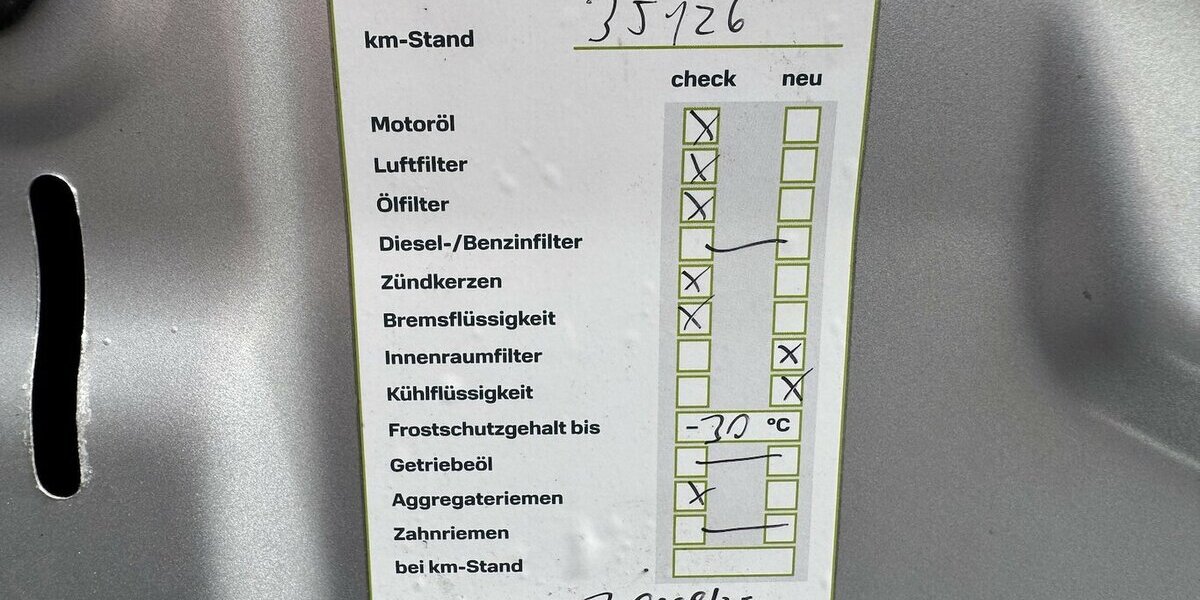 km-Stand 35126
check neu
Motoröl X
Luftfilter X
Ölfilter X
Diesel-/Benzinfilter
Zündkerzen X
Bremsflüssigkeit X
Innenraumfilter X
Kühlflüssigkeit X
Frostschutzgehalt bis -30 °C
Getriebeöl
Aggregateriemen X
Zahnriemen
bei km-Stand